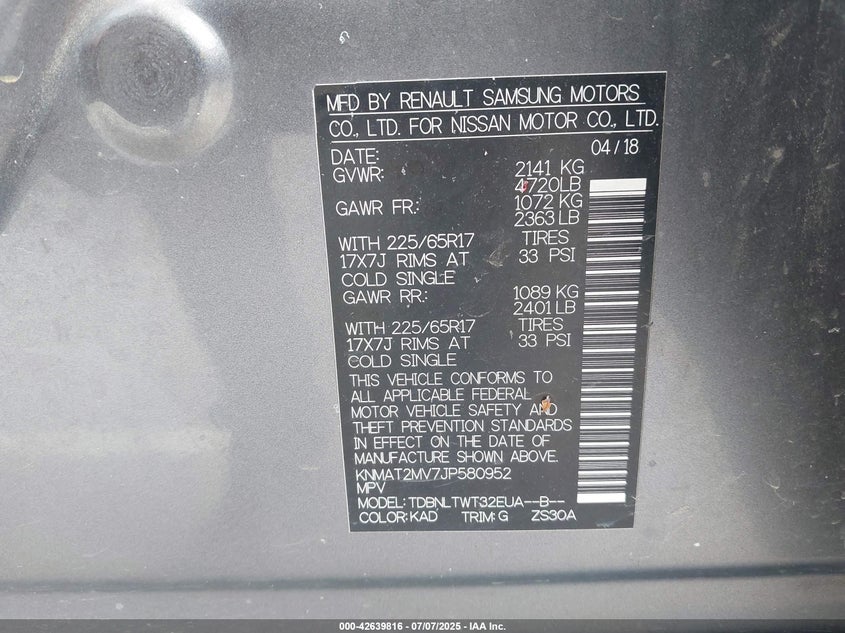 MFD BY RENAULT SAMSUNG MOTORS
CO., LTD. FOR NISSAN MOTOR CO., LTD.
DATE: 04/18
GVWR: 2141 KG
4720LB
GAWR FR.: 1072 KG
2363 LB
WITH 225/65R17 TIRES
17X7J RIMS AT 33 PSI
COLD SINGLE
GAWR RR.: 1089 KG
2401 LB
WITH 225/65R17 TIRES
17X7J RIMS AT 33 PSI
COLD SINGLE
THIS VEHICLE CONFORMS TO
ALL APPLICABLE FEDERAL
MOTOR VEHICLE SAFETY AND
THEFT PREVENTION STANDARDS
IN EFFECT ON THE DATE OF
MANUFACTURE SHOWN ABOVE.
KNMAT2MV7JP580952
MPV
MODEL: TDBNLTWT32EUA--B--
COLOR: KAD TRIM: G ZS30A
000-42639816 - 07/07/2025 - IAA Inc.